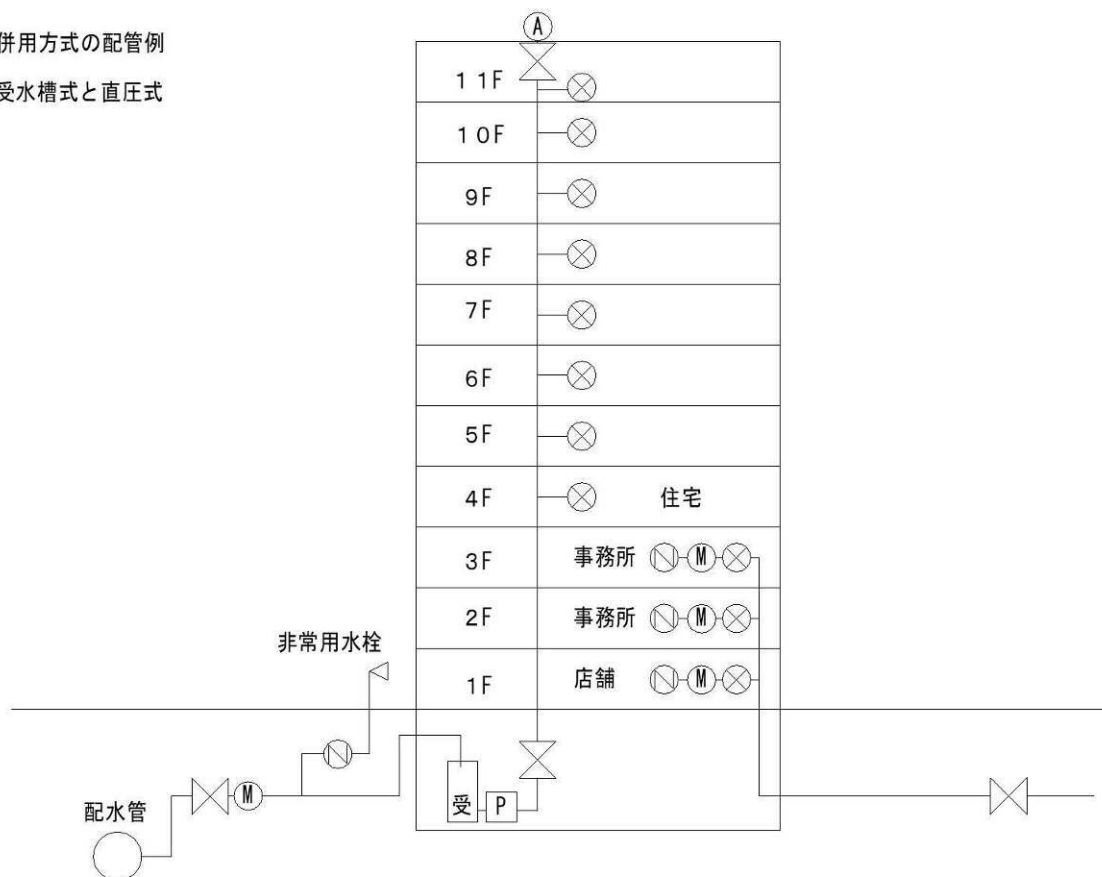 併用方式の配管例
受水槽式と直圧式
A
11F
10F
9F
8F
7F
6F
5F
4F 住宅
3F 事務所 M
2F 事務所 M
非常用水栓
1F 店舗 M
M
受 P
配水管